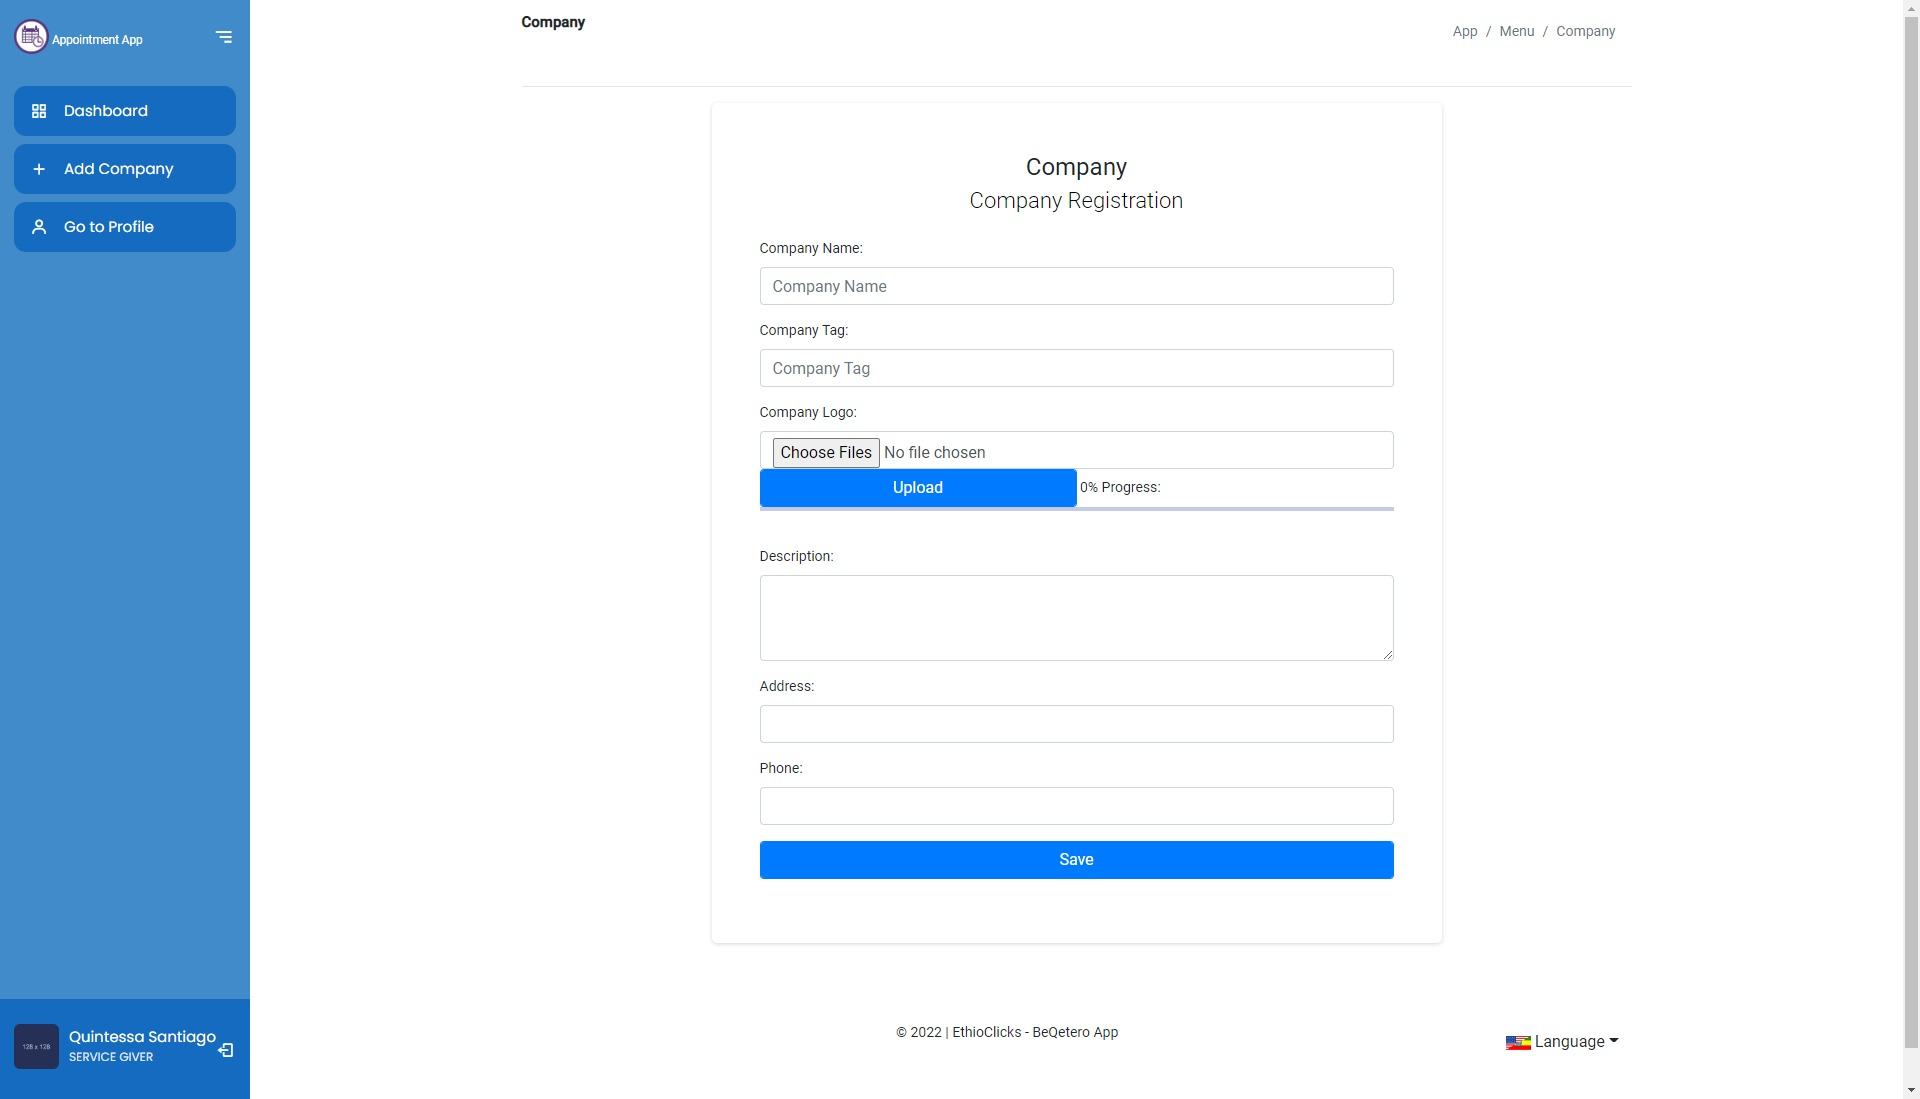 Appointment App
Dashboard
Add Company
Go to Profile
Company
App / Menu / Company
Company
Company Registration
Company Name:
Company Name
Company Tag:
Company Tag
Company Logo:
Choose Files No file chosen
Upload 0% Progress:
Description:
Address:
Phone:
Save
128 x 128
Quintessa Santiago
SERVICE GIVER
© 2022 | EthioClicks - BeQetero App
Language